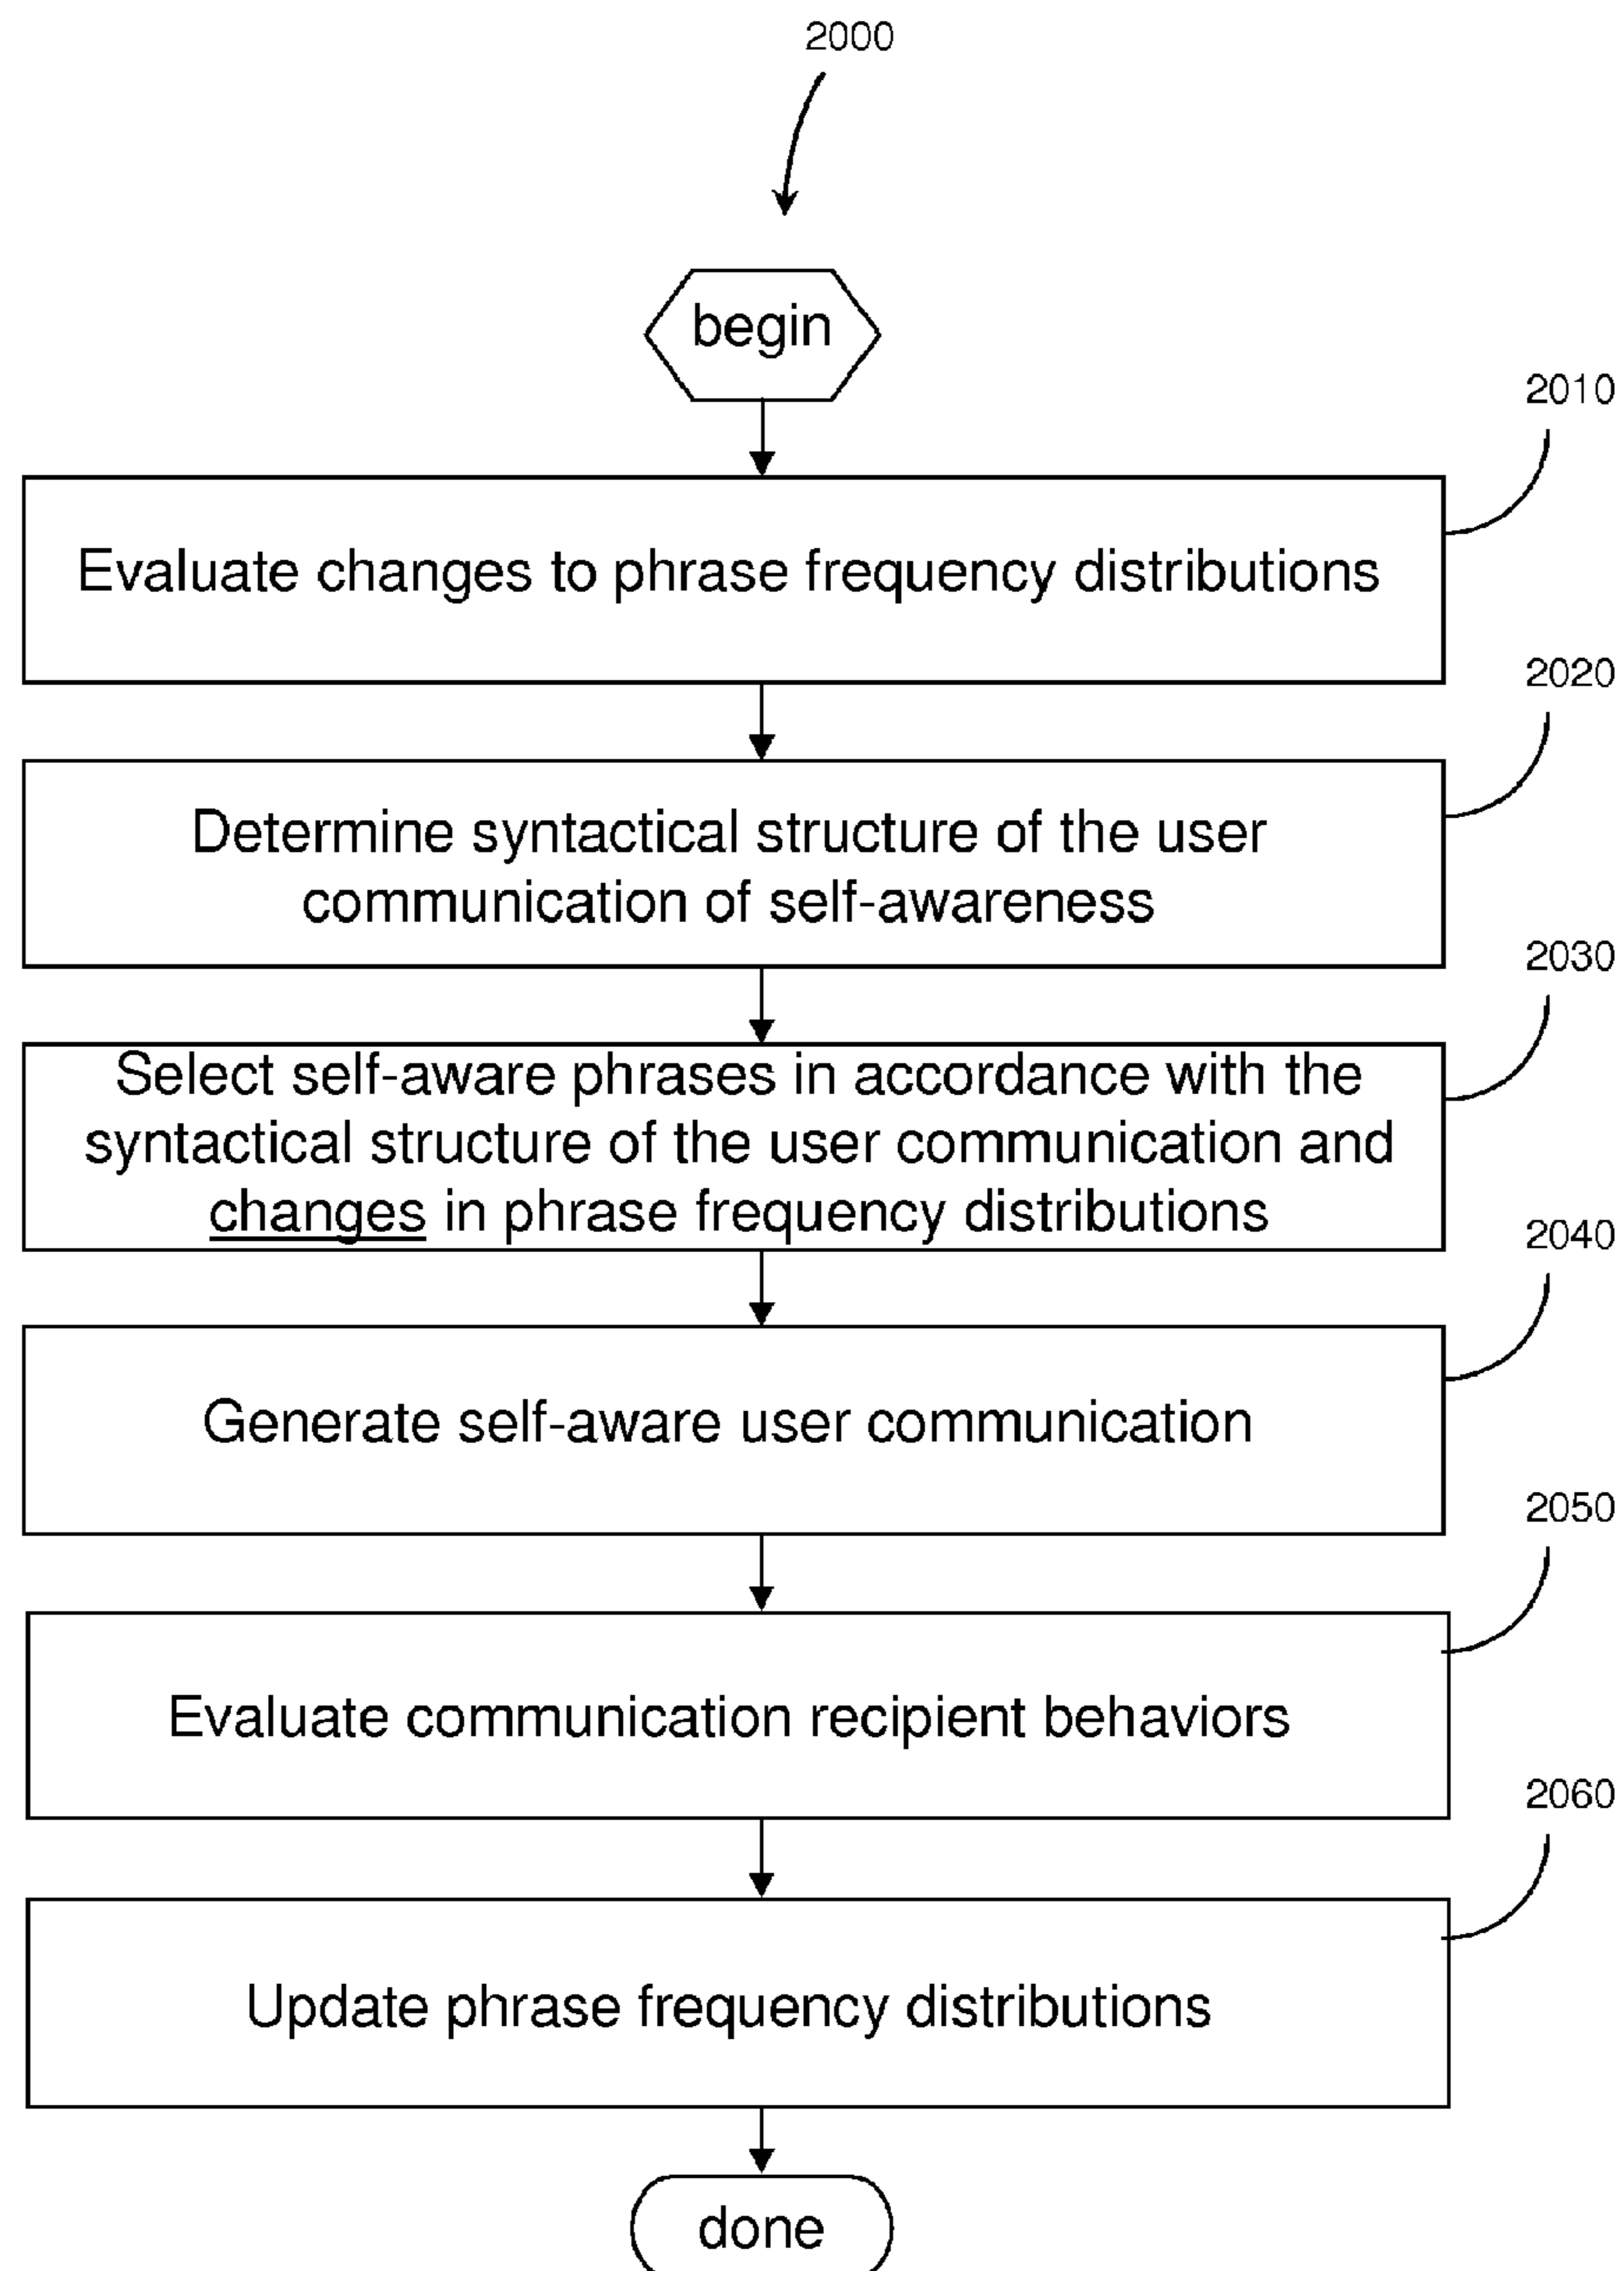 2000
begin
2010
Evaluate changes to phrase frequency distributions
2020
Determine syntactical structure of the user
communication of self-awareness
2030
Select self-aware phrases in accordance with the
syntactical structure of the user communication and
changes in phrase frequency distributions
2040
Generate self-aware user communication
2050
Evaluate communication recipient behaviors
2060
Update phrase frequency distributions
done